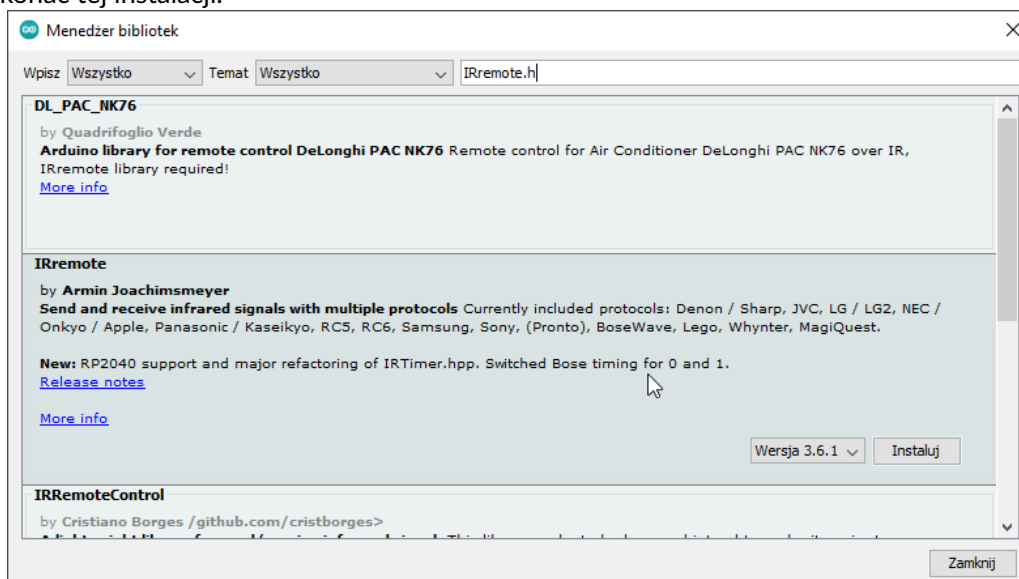 Menedżer bibliotek
Wpisz Wszystko Temat Wszystko IRremote.h
DL_PAC_NK76
by Quadrifoglio Verde
Arduino library for remote control DeLonghi PAC NK76 Remote control for Air Conditioner DeLonghi PAC NK76 over IR,
IRremote library required!
More info
IRremote
by Armin Joachimsmeyer
Send and receive infrared signals with multiple protocols Currently included protocols: Denon / Sharp, JVC, LG / LG2, NEC /
Onkyo / Apple, Panasonic / Kaseikyo, RC5, RC6, Samsung, Sony, (Pronto), BoseWave, Lego, Whynter, MagiQuest.
New: RP2040 support and major refactoring of IRTimer.hpp. Switched Bose timing for 0 and 1.
Release notes
More info
Wersja 3.6.1 Instaluj
IRRemoteControl
by Cristiano Borges /github.com/cristborges>
Zamknij